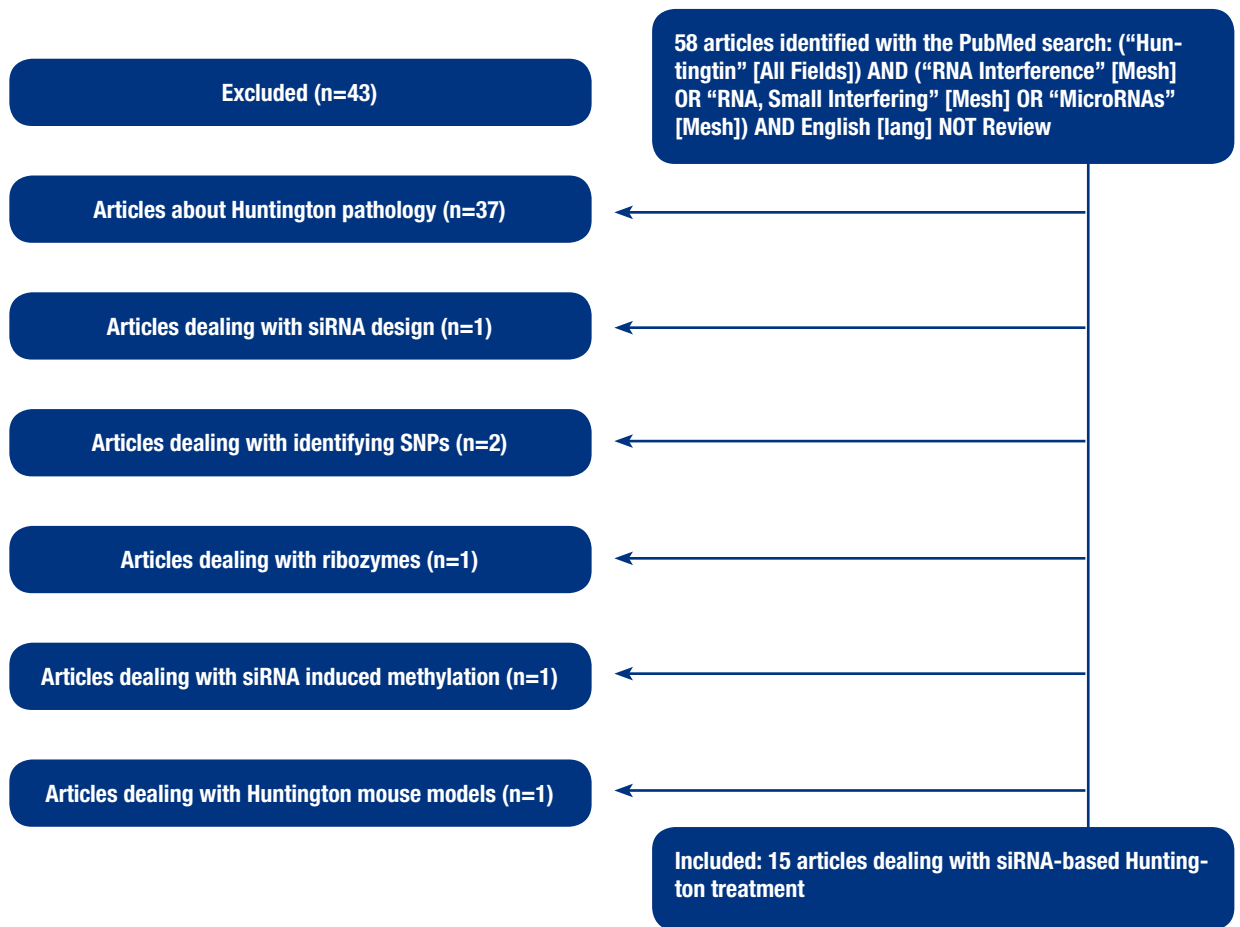 58 articles identified with the PubMed search: (“Hun-
tingtin” [All Fields]) AND (“RNA Interference” [Mesh]
OR “RNA, Small Interfering” [Mesh] OR “MicroRNAs”
[Mesh]) AND English [lang] NOT Review
Excluded (n=43)
Articles about Huntington pathology (n=37)
Articles dealing with siRNA design (n=1)
Articles dealing with identifying SNPs (n=2)
Articles dealing with ribozymes (n=1)
Articles dealing with siRNA induced methylation (n=1)
Articles dealing with Huntington mouse models (n=1)
Included: 15 articles dealing with siRNA-based Hunting-
ton treatment